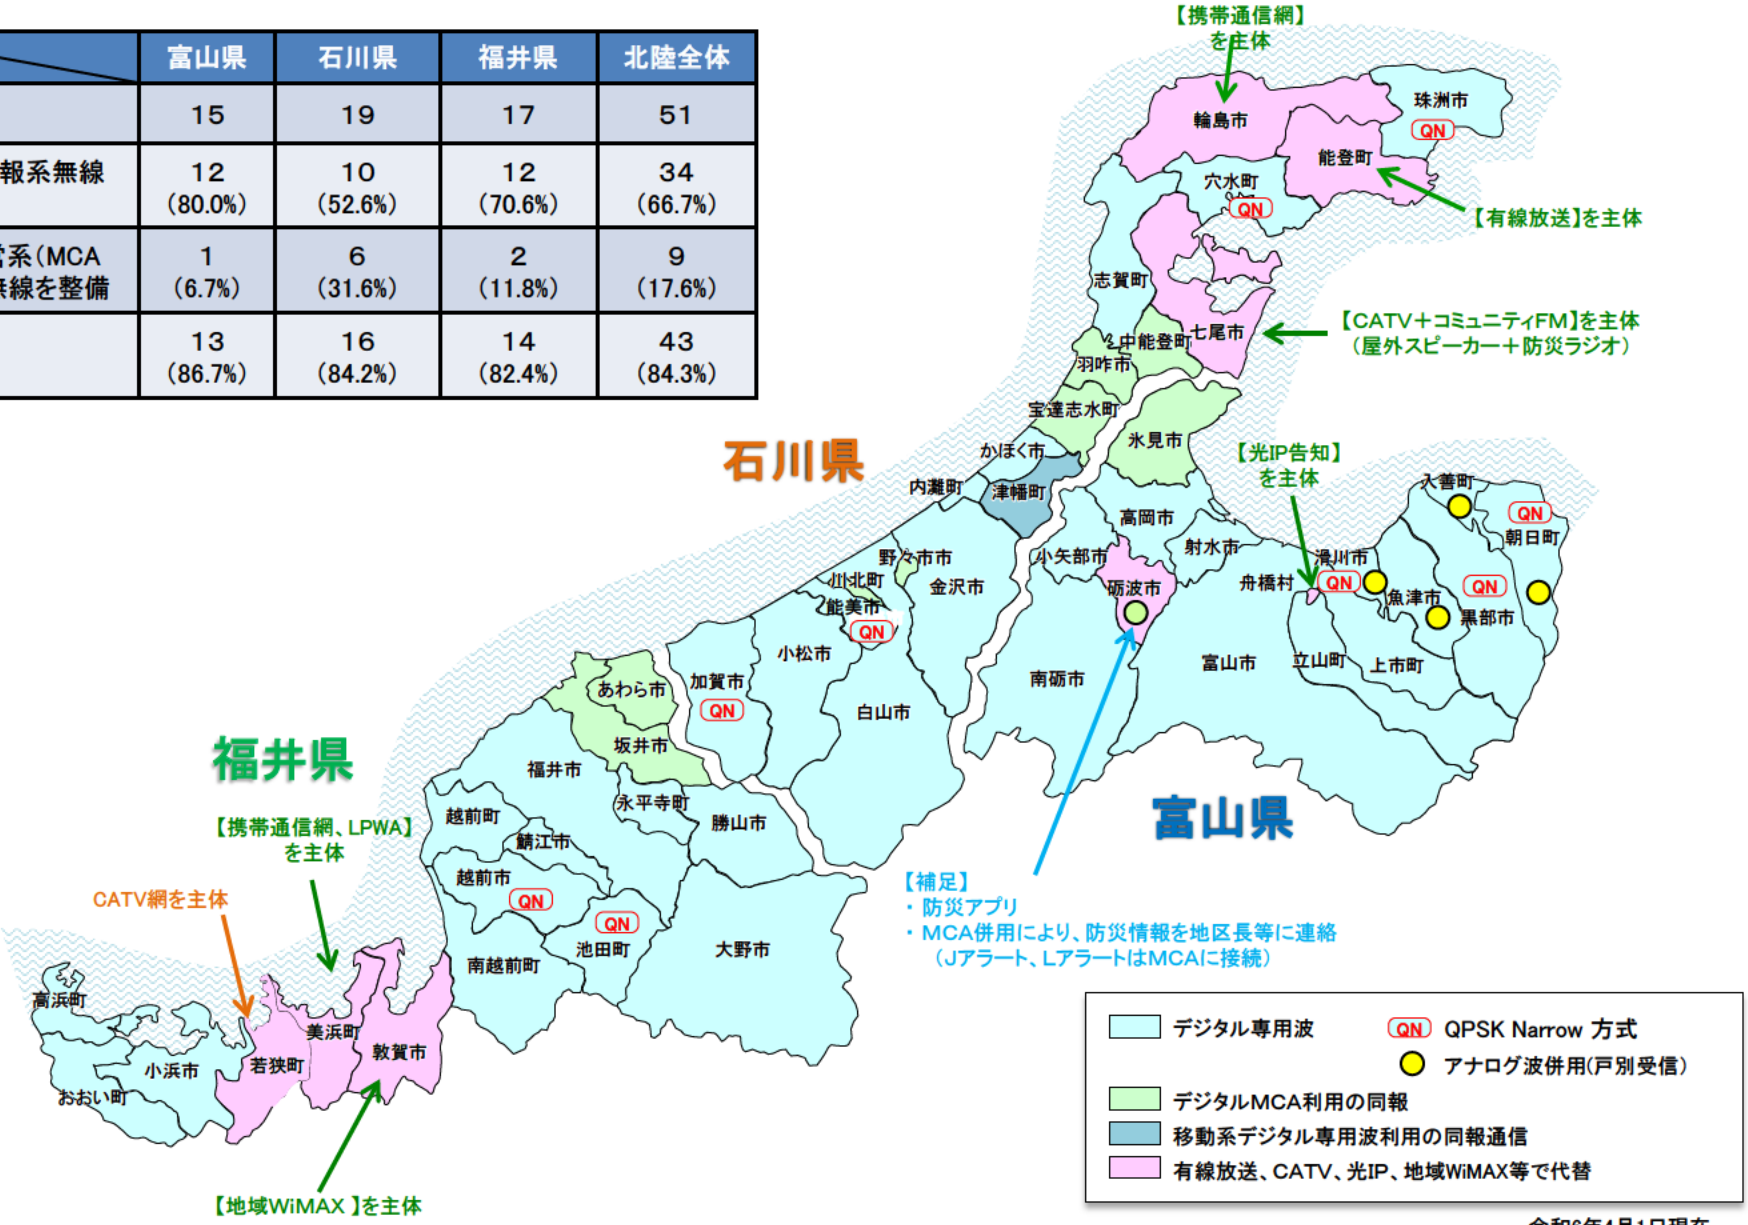 富山県 石川県 福井県 北陸全体
15 19 17 51
報系無線 12 10 12 34
(80.0%) (52.6%) (70.6%) (66.7%)
営系(MCA 1 6 2 9
無線を整備 (6.7%) (31.6%) (11.8%) (17.6%)
13 16 14 43
(86.7%) (84.2%) (82.4%) (84.3%)
【携帯通信網】
を主体
珠洲市
QN
輪島市
能登町
穴水町
QN
【有線放送】を主体
志賀町
七尾市
【CATV+コミュニティFM】を主体
(屋外スピーカー+防災ラジオ)
中能登町
羽咋市
宝達志水町
氷見市
石川県
かほく市
内灘町
津幡町
【光IP告知】
を主体
入善町
QN
朝日町
高岡市
小矢部市
射水市
滑川市
QN
舟橋村
魚津市
QN
黒部市
砺波市
野々市市
川北町
金沢市
能美市
QN
小松市
加賀市
QN
白山市
南砺市
富山市
立山町
上市町
あわら市
坂井市
福井県
福井市
永平寺町
勝山市
越前町
鯖江市
富山県
【携帯通信網、LPWA】
を主体
CATV網を主体
越前市
QN
QN
池田町
南越前町
大野市
【補足】
・防災アプリ
・MCA併用により、防災情報を地区長等に連絡
(Jアラート、LアラートはMCAに接続)
高浜町
美浜町
敦賀市
若狭町
小浜市
おおい町
【地域WiMAX 】を主体
デジタル専用波
QN QPSK Narrow 方式
アナログ波併用(戸別受信)
デジタルMCA利用の同報
移動系デジタル専用波利用の同報通信
有線放送、CATV、光IP、地域WiMAX等で代替
令和6年4月1日現在